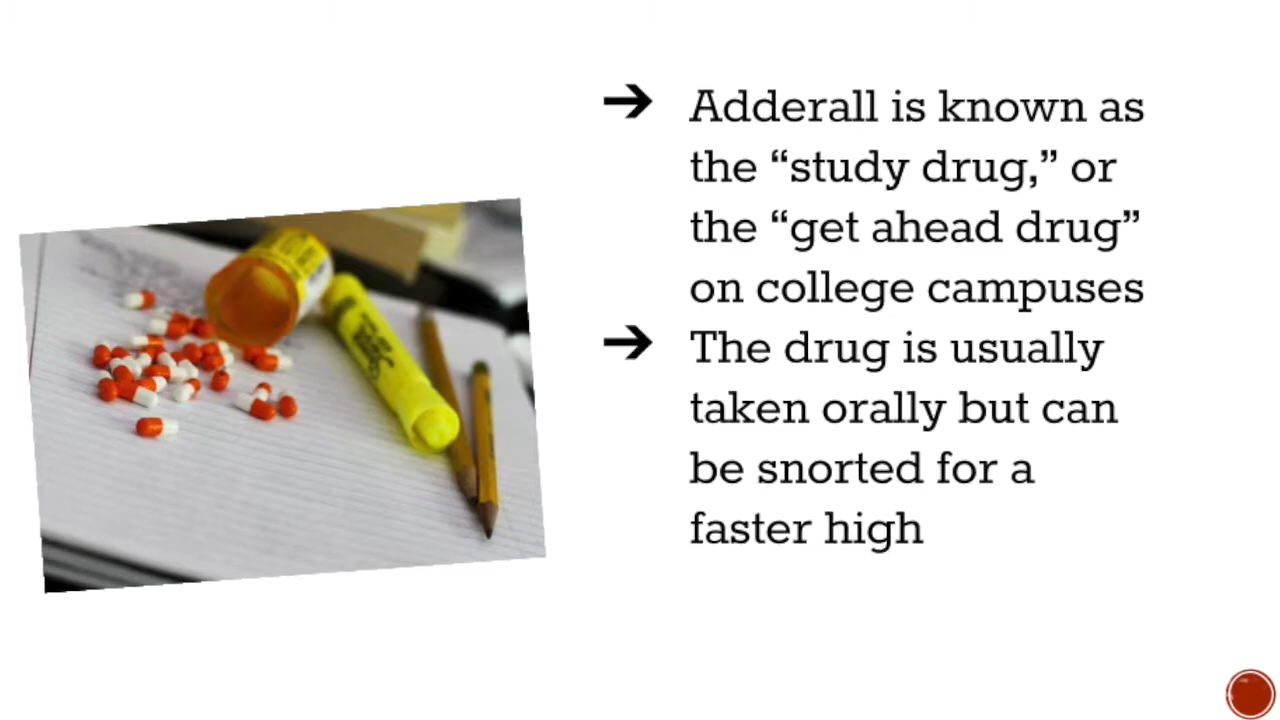 ➔ Adderall is known as
the “study drug,” or
the “get ahead drug”
on college campuses
➔ The drug is usually
taken orally but can
be snorted for a
faster high